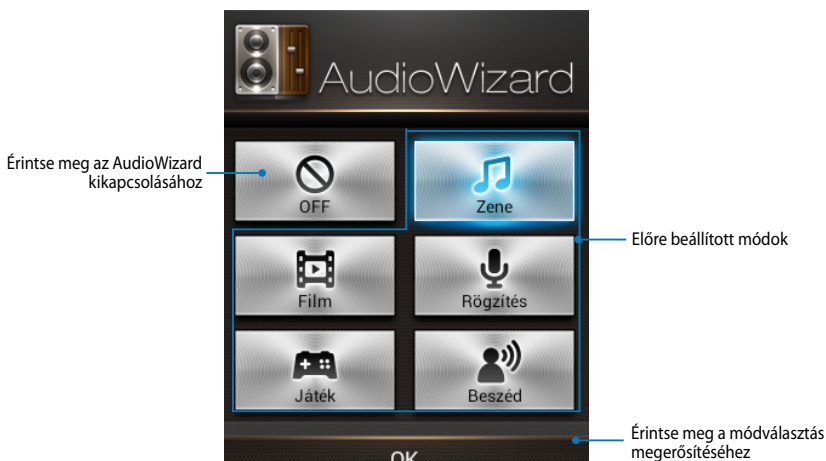 AudioWizard
Érintse meg az AudioWizard
kikapcsolásához
OFF
Zene
Előre beállított módok
Film
Rögzítés
Játék
Beszéd
Érintse meg a módválasztás
megerősítéséhez
OK